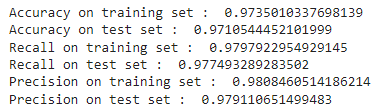 Accuracy on training set :  0.9735010337698139
Accuracy on test set :  0.9710544452101999
Recall on training set :  0.9797922954929145
Recall on test set :  0.977493289283502
Precision on training set :  0.9808460514186214
Precision on test set :  0.979110651499483